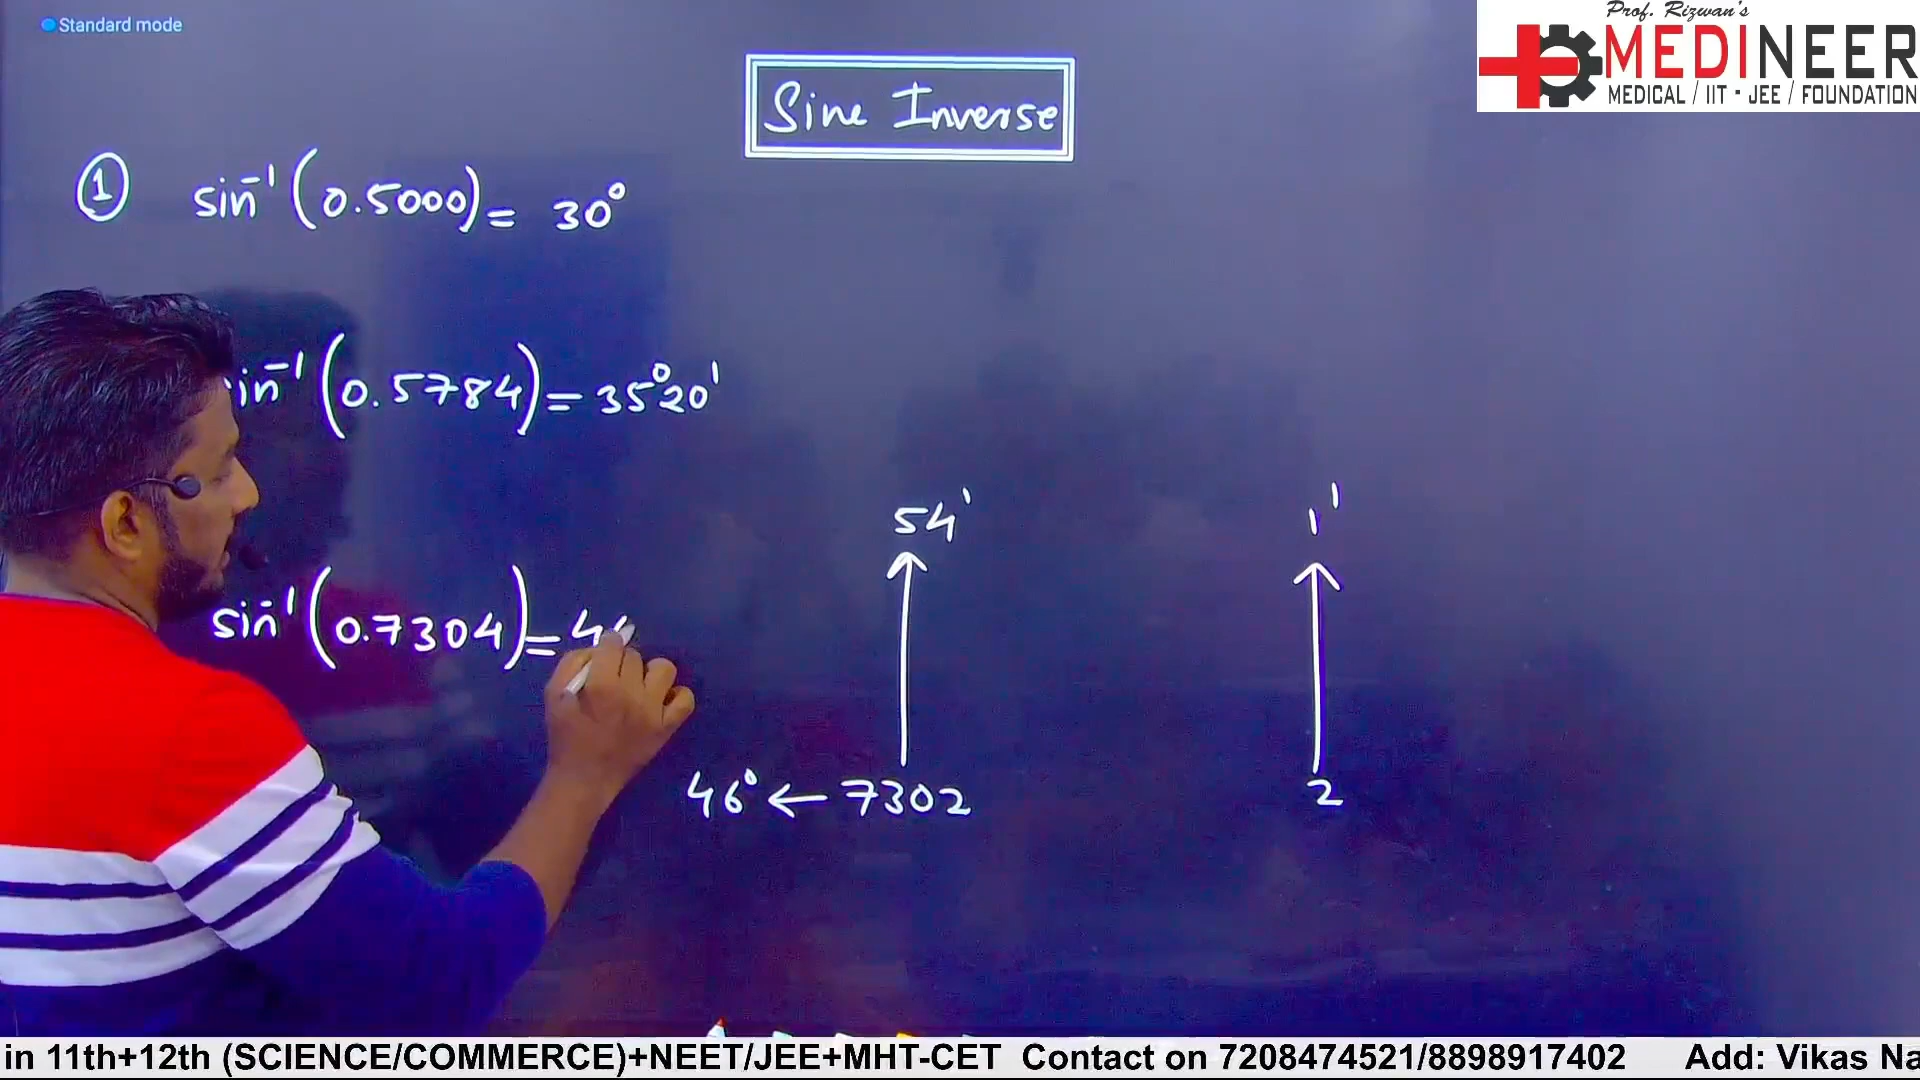 Standard mode
Prof. Rizwan's
MEDINEER
MEDICAL / IIT - JEE / FOUNDATION
Sine Inverse
① sin⁻¹(0.5000) = 30°
in⁻¹(0.5784) = 35°20'
54'
1'
sin⁻¹(0.7304) = 4
46° ← 7302
2
in 11th+12th (SCIENCE/COMMERCE)+NEET/JEE+MHT-CET Contact on 7208474521/8898917402 Add: Vikas Na